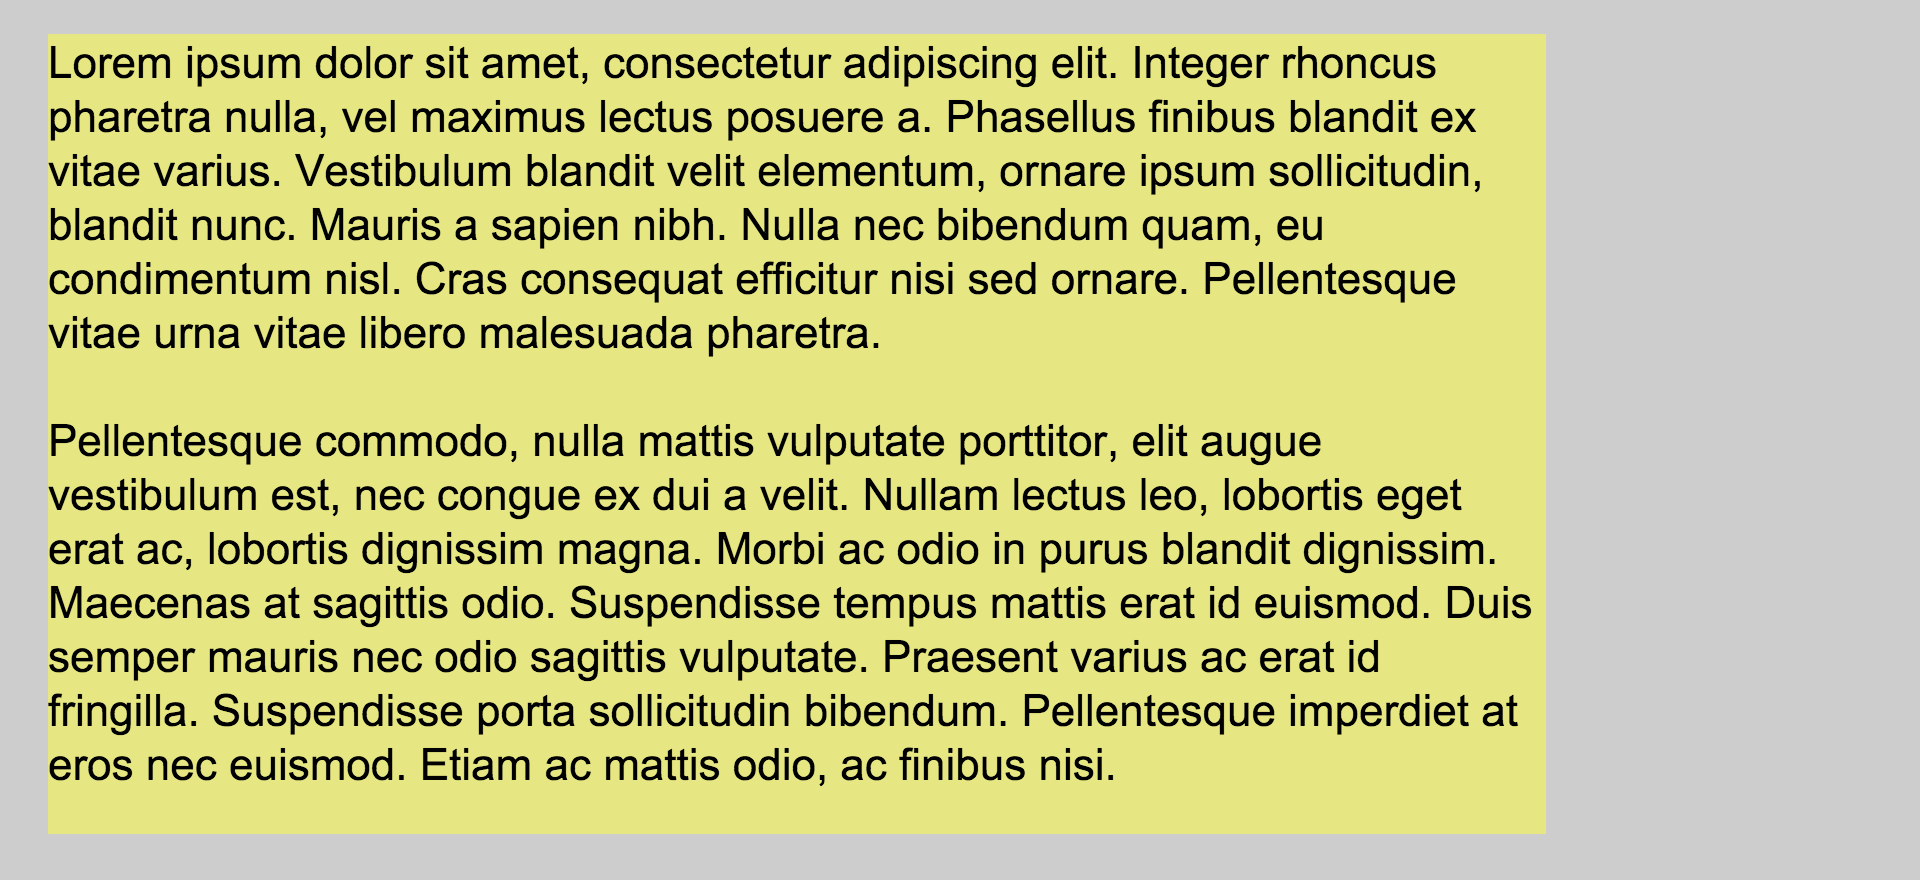 Lorem ipsum dolor sit amet, consectetur adipiscing elit. Integer rhoncus
pharetra nulla, vel maximus lectus posuere a. Phasellus finibus blandit ex
vitae varius. Vestibulum blandit velit elementum, ornare ipsum sollicitudin,
blandit nunc. Mauris a sapien nibh. Nulla nec bibendum quam, eu
condimentum nisl. Cras consequat efficitur nisi sed ornare. Pellentesque
vitae urna vitae libero malesuada pharetra.

Pellentesque commodo, nulla mattis vulputate porttitor, elit augue
vestibulum est, nec congue ex dui a velit. Nullam lectus leo, lobortis eget
erat ac, lobortis dignissim magna. Morbi ac odio in purus blandit dignissim.
Maecenas at sagittis odio. Suspendisse tempus mattis erat id euismod. Duis
semper mauris nec odio sagittis vulputate. Praesent varius ac erat id
fringilla. Suspendisse porta sollicitudin bibendum. Pellentesque imperdiet at
eros nec euismod. Etiam ac mattis odio, ac finibus nisi.